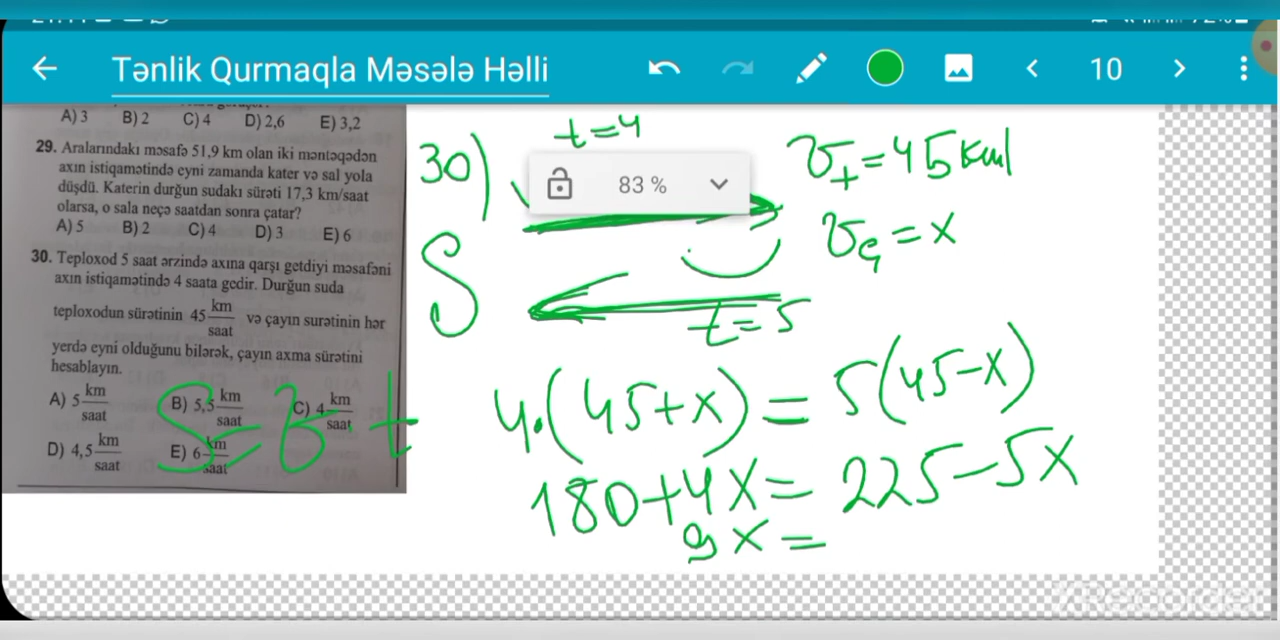 Tənlik Qurmaqla Məsələ Həlli
10
A) 3 B) 2 C) 4 D) 2,6 E) 3,2
29. Aralarındakı məsafə 51,9 km olan iki məntəqədən
axın istiqamətində eyni zamanda kater və sal yola
düşdü. Katerin durğun sudakı sürəti 17,3 km/saat
olarsa, o sala neçə saatdan sonra çatar?
A) 5 B) 2 C) 4 D) 3 E) 6
30. Teploxod 5 saat ərzində axına qarşı getdiyi məsafəni
axın istiqamətində 4 saata gedir. Durğun suda
teploxodun sürətinin 45 km/saat və çayın surətinin hər
yerdə eyni olduğunu bilərək, çayın axma sürətini
hesablayın.
A) 5 km/saat B) 5,5 km/saat C) 4 km/saat
D) 4,5 km/saat E) 6 km/saat
S = v t
30) t=4
83 %
v_t = 45 km
v_ç = x
S
t = 5
4·(45+x) = 5(45-x)
180+4x = 225-5x
9x =
XRecorder